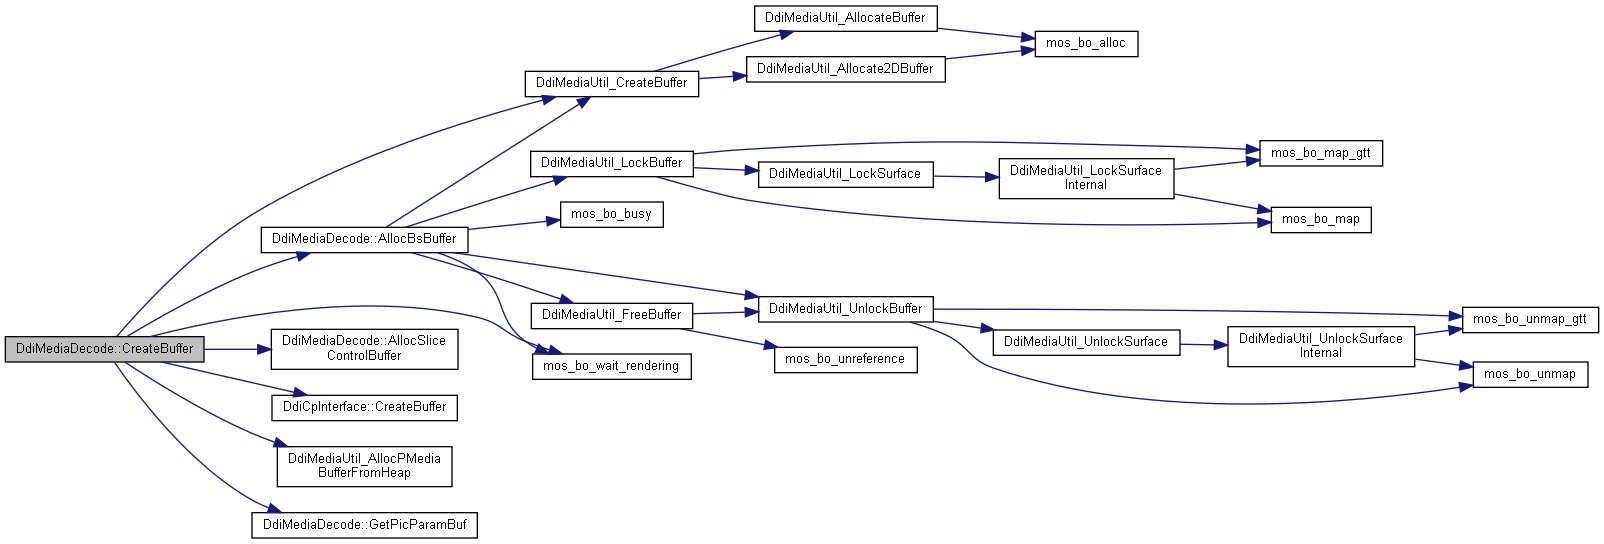 DdiMediaUtil_AllocateBuffer
mos_bo_alloc
DdiMediaUtil_Allocate2DBuffer
DdiMediaUtil_CreateBuffer
mos_bo_map_gtt
DdiMediaUtil_LockBuffer
DdiMediaUtil_LockSurface
DdiMediaUtil_LockSurface
Internal
mos_bo_busy
mos_bo_map
DdiMediaDecode::AllocBsBuffer
DdiMediaUtil_UnlockBuffer
DdiMediaUtil_FreeBuffer
mos_bo_unmap_gtt
DdiMediaUtil_UnlockSurface
DdiMediaUtil_UnlockSurface
Internal
DdiMediaDecode::CreateBuffer
DdiMediaDecode::AllocSlice
ControlBuffer
mos_bo_unreference
mos_bo_wait_rendering
mos_bo_unmap
DdiCpInterface::CreateBuffer
DdiMediaUtil_AllocPMedia
BufferFromHeap
DdiMediaDecode::GetPicParamBuf